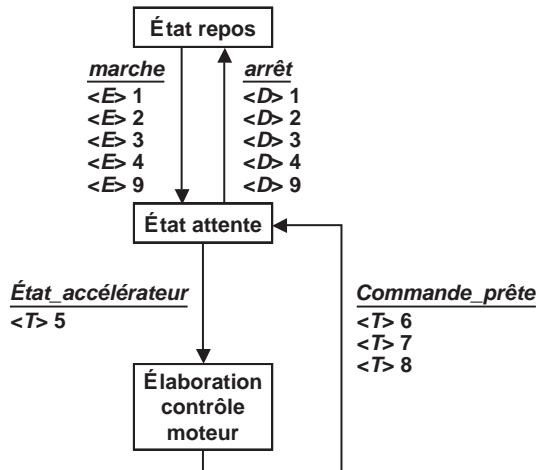 État repos
marche
<E> 1
<E> 2
<E> 3
<E> 4
<E> 9
arrêt
<D> 1
<D> 2
<D> 3
<D> 4
<D> 9
État attente
État_accélérateur
<T> 5
Commande_prête
<T> 6
<T> 7
<T> 8
Élaboration
contrôle
moteur